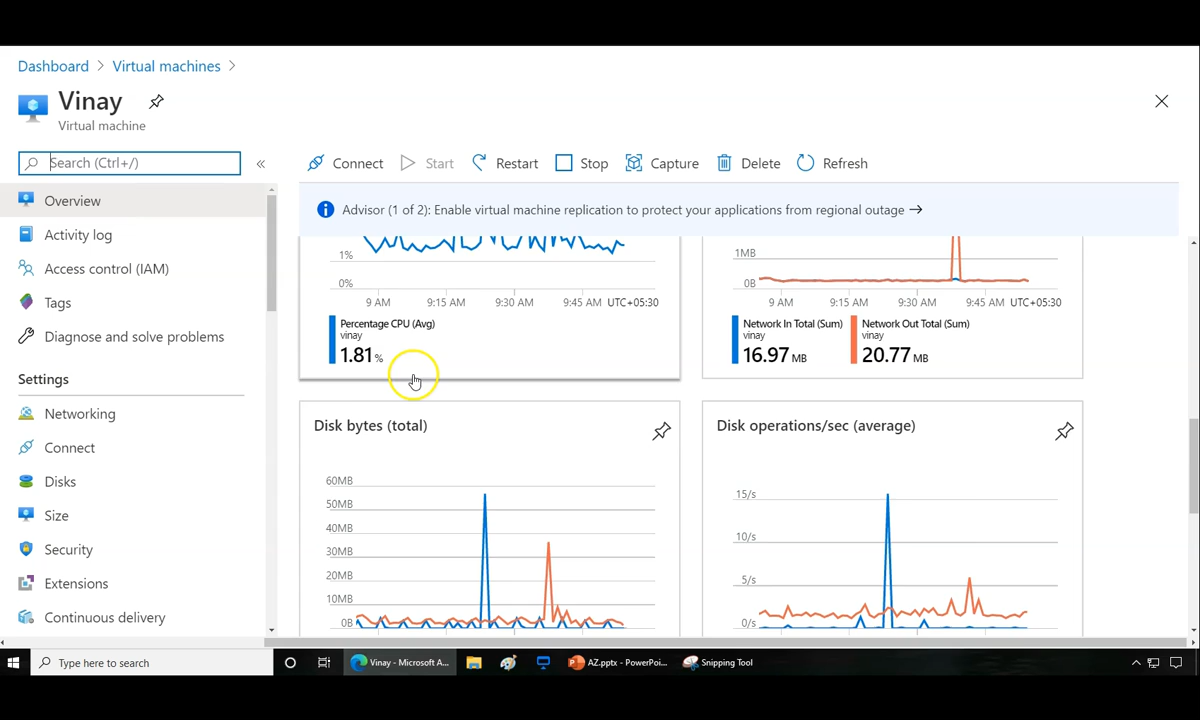 Dashboard > Virtual machines >
Vinay
Virtual machine
Search (Ctrl+/)
«
Overview
Activity log
Access control (IAM)
Tags
Diagnose and solve problems
Settings
Networking
Connect
Disks
Size
Security
Extensions
Continuous delivery
Connect Start Restart Stop Capture Delete Refresh
Advisor (1 of 2): Enable virtual machine replication to protect your applications from regional outage →
1%
0%
9 AM 9:15 AM 9:30 AM 9:45 AM UTC+05:30
Percentage CPU (Avg)
vinay
1.81 %
1MB
0B
9 AM 9:15 AM 9:30 AM 9:45 AM UTC+05:30
Network In Total (Sum) Network Out Total (Sum)
vinay vinay
16.97 MB 20.77 MB
Disk bytes (total)
60MB
50MB
40MB
30MB
20MB
10MB
0B
Disk operations/sec (average)
15/s
10/s
5/s
0/s
Type here to search
Vinay - Microsoft A...
AZ.pptx - PowerPoi...
Snipping Tool